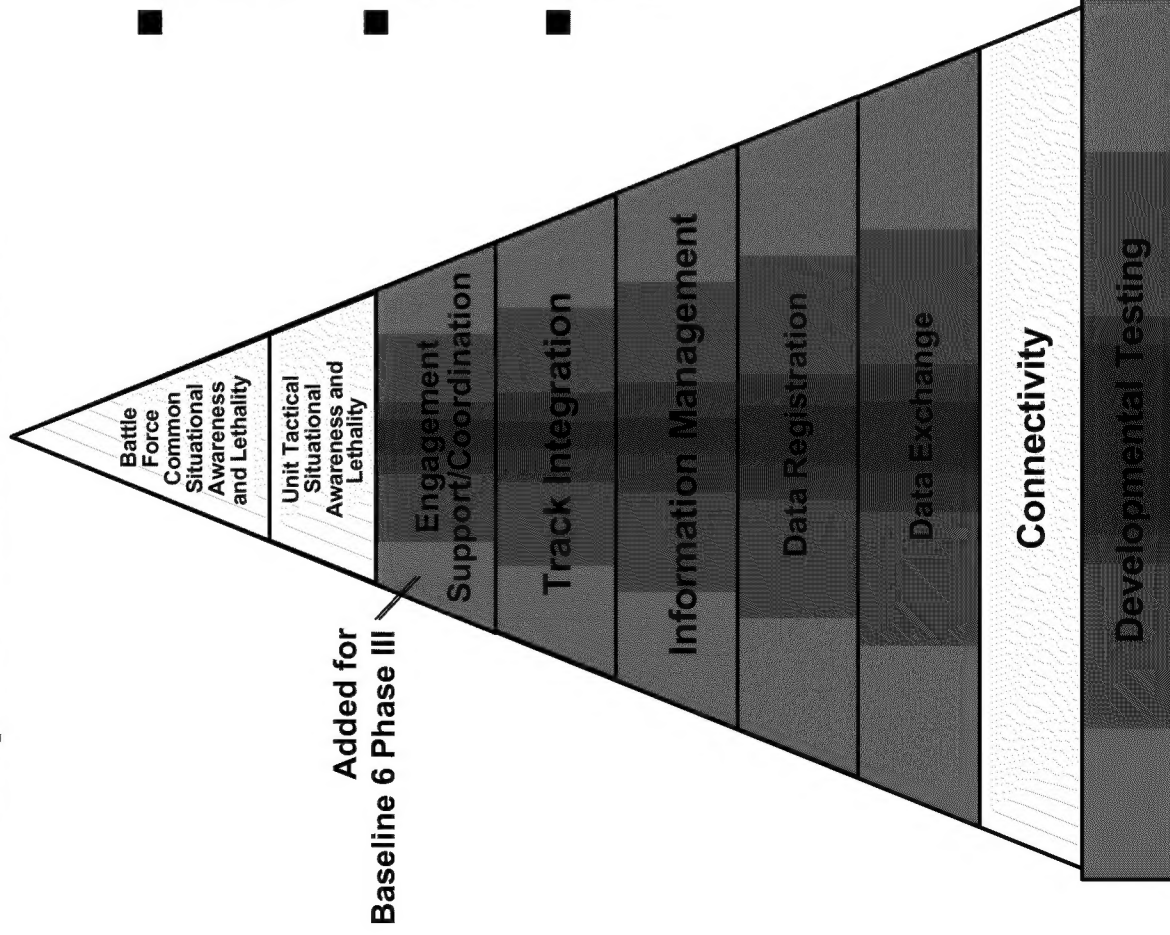 Battle
Force
Common
Situational
Awareness
and Lethality
Unit Tactical
Situational
Awareness and
Lethality
Added for
Baseline 6 Phase III
Engagement
Support/Coordination
Track Integration
Information Management
Data Registration
Data Exchange
Connectivity
Developmental Testing